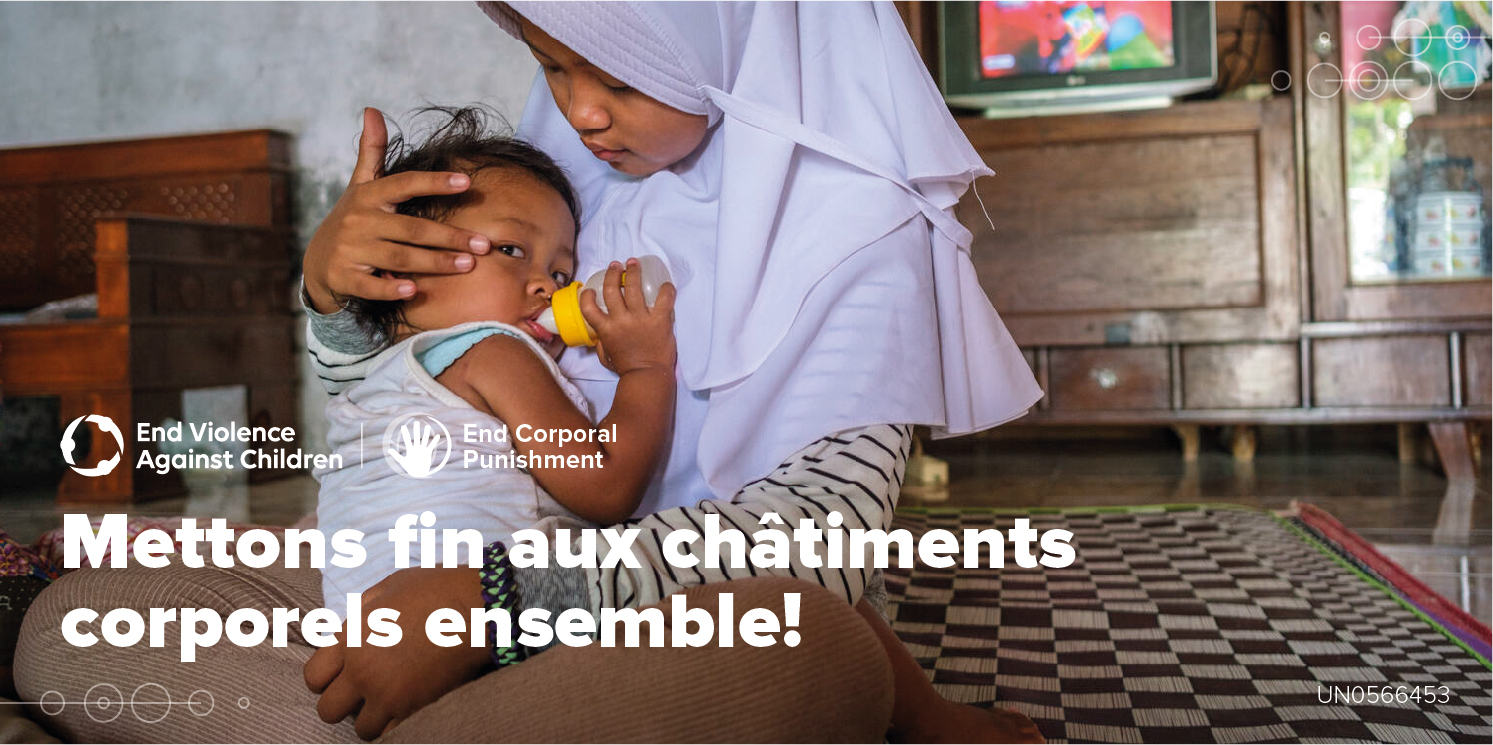 End Violence
Against Children
End Corporal
Punishment
Mettons fin aux châtiments
corporels ensemble!
UN0566453